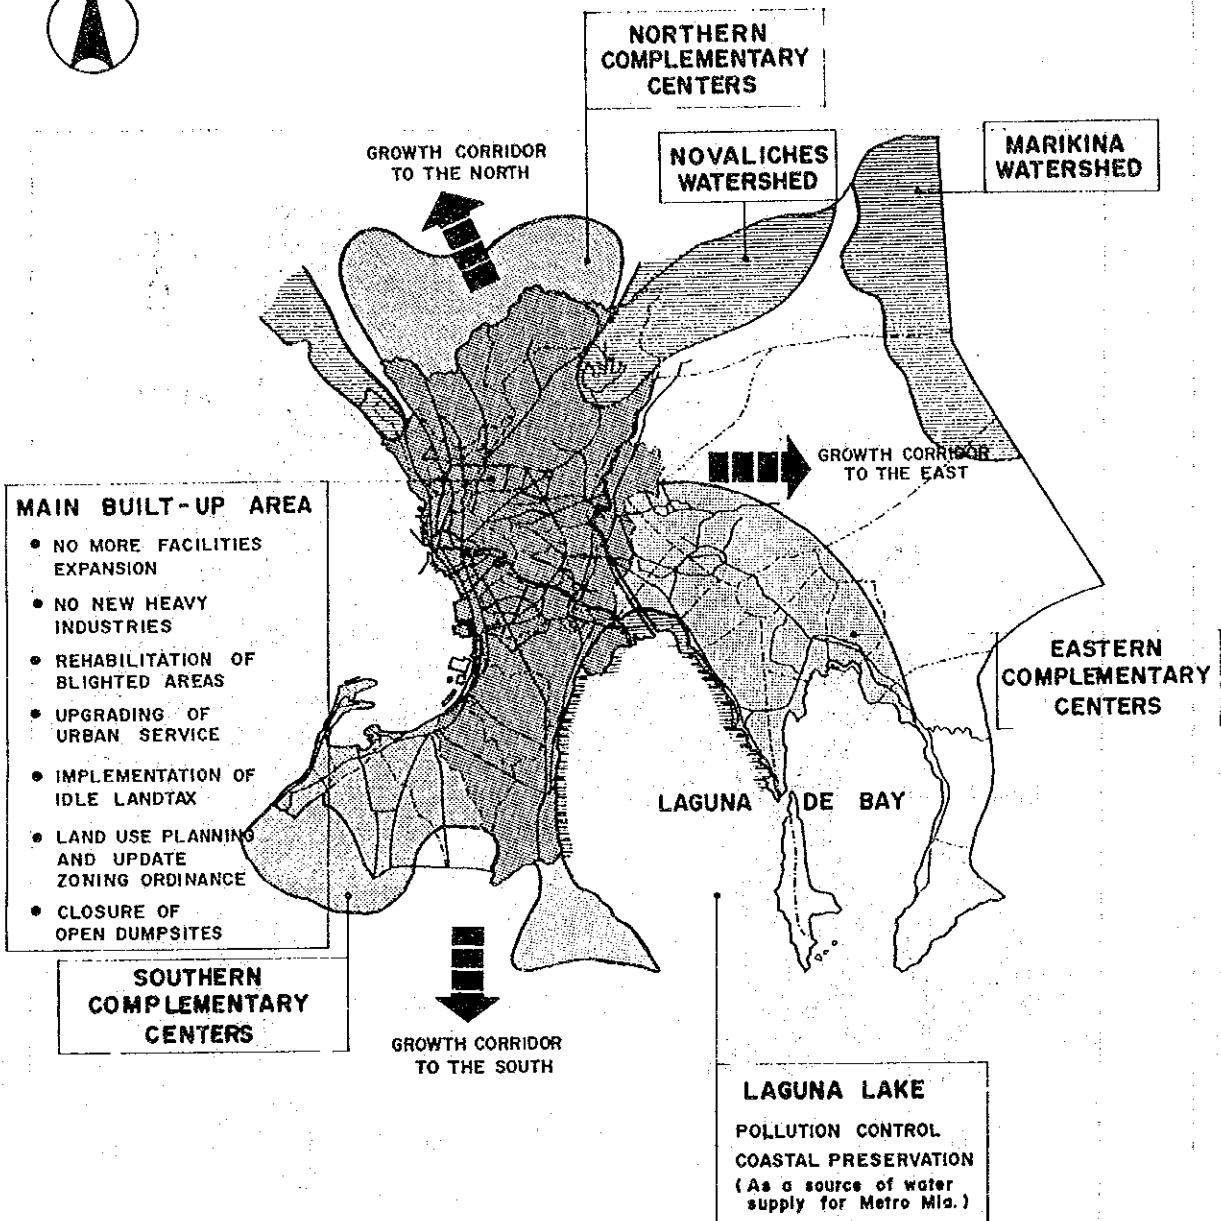 NORTHERN
COMPLEMENTARY
CENTERS
NOVALICHES
WATERSHED
MARIKINA
WATERSHED
GROWTH CORRIDOR
TO THE NORTH
GROWTH CORRIDOR
TO THE EAST
MAIN BUILT-UP AREA
• NO MORE FACILITIES
EXPANSION
• NO NEW HEAVY
INDUSTRIES
• REHABILITATION OF
BLIGHTED AREAS
• UPGRADING OF
URBAN SERVICE
• IMPLEMENTATION OF
IDLE LANDTAX
• LAND USE PLANNING
AND UPDATE
ZONING ORDINANCE
• CLOSURE OF
OPEN DUMPSITES
EASTERN
COMPLEMENTARY
CENTERS
LAGUNA DE BAY
SOUTHERN
COMPLEMENTARY
CENTERS
GROWTH CORRIDOR
TO THE SOUTH
LAGUNA LAKE
POLLUTION CONTROL
COASTAL PRESERVATION
(As a source of water
supply for Metro Mla.)